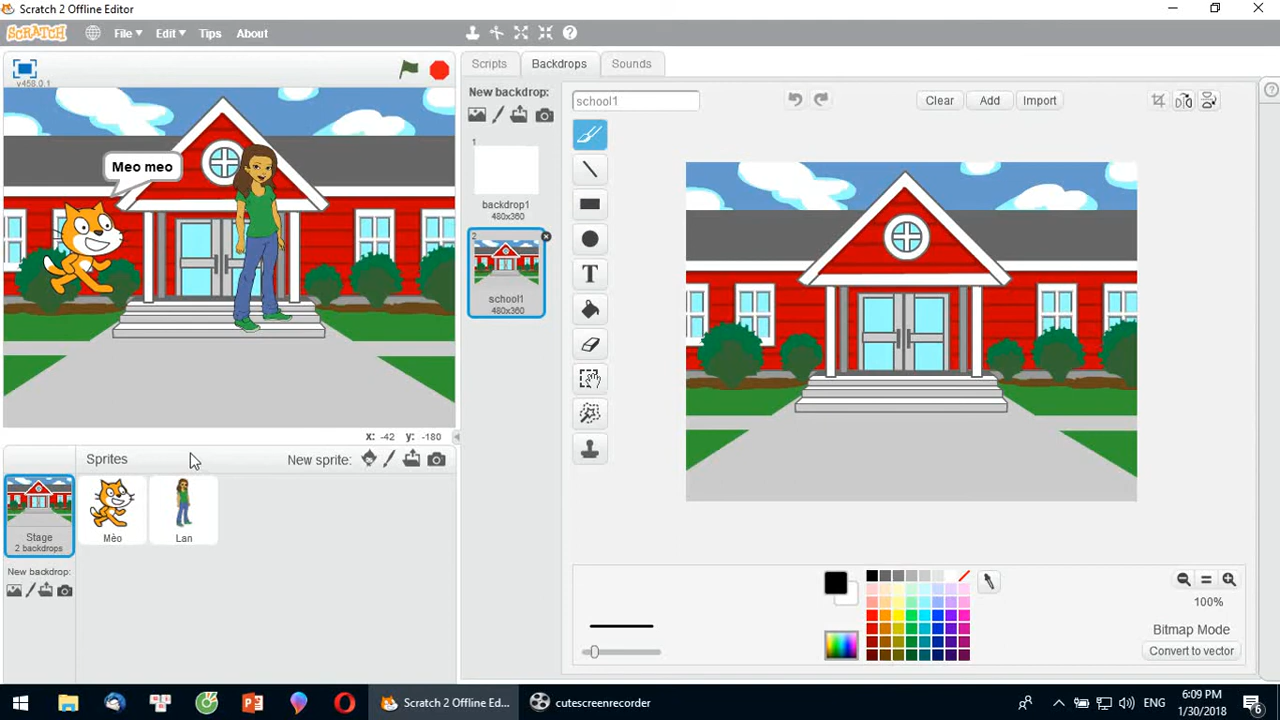 Scratch 2 Offline Editor
SCRATCH File Edit Tips About
v458.0.1
Scripts Backdrops Sounds
New backdrop:
school1
Clear Add Import
1
backdrop1
480x360
2
school1
480x360
Meo meo
T
x: -42 y: -180
Sprites New sprite:
Stage
2 backdrops
Mèo
Lan
New backdrop:
100%
Bitmap Mode
Convert to vector
Scratch 2 Offline Ed...
cutescreenrecorder
ENG
6:09 PM
1/30/2018
6